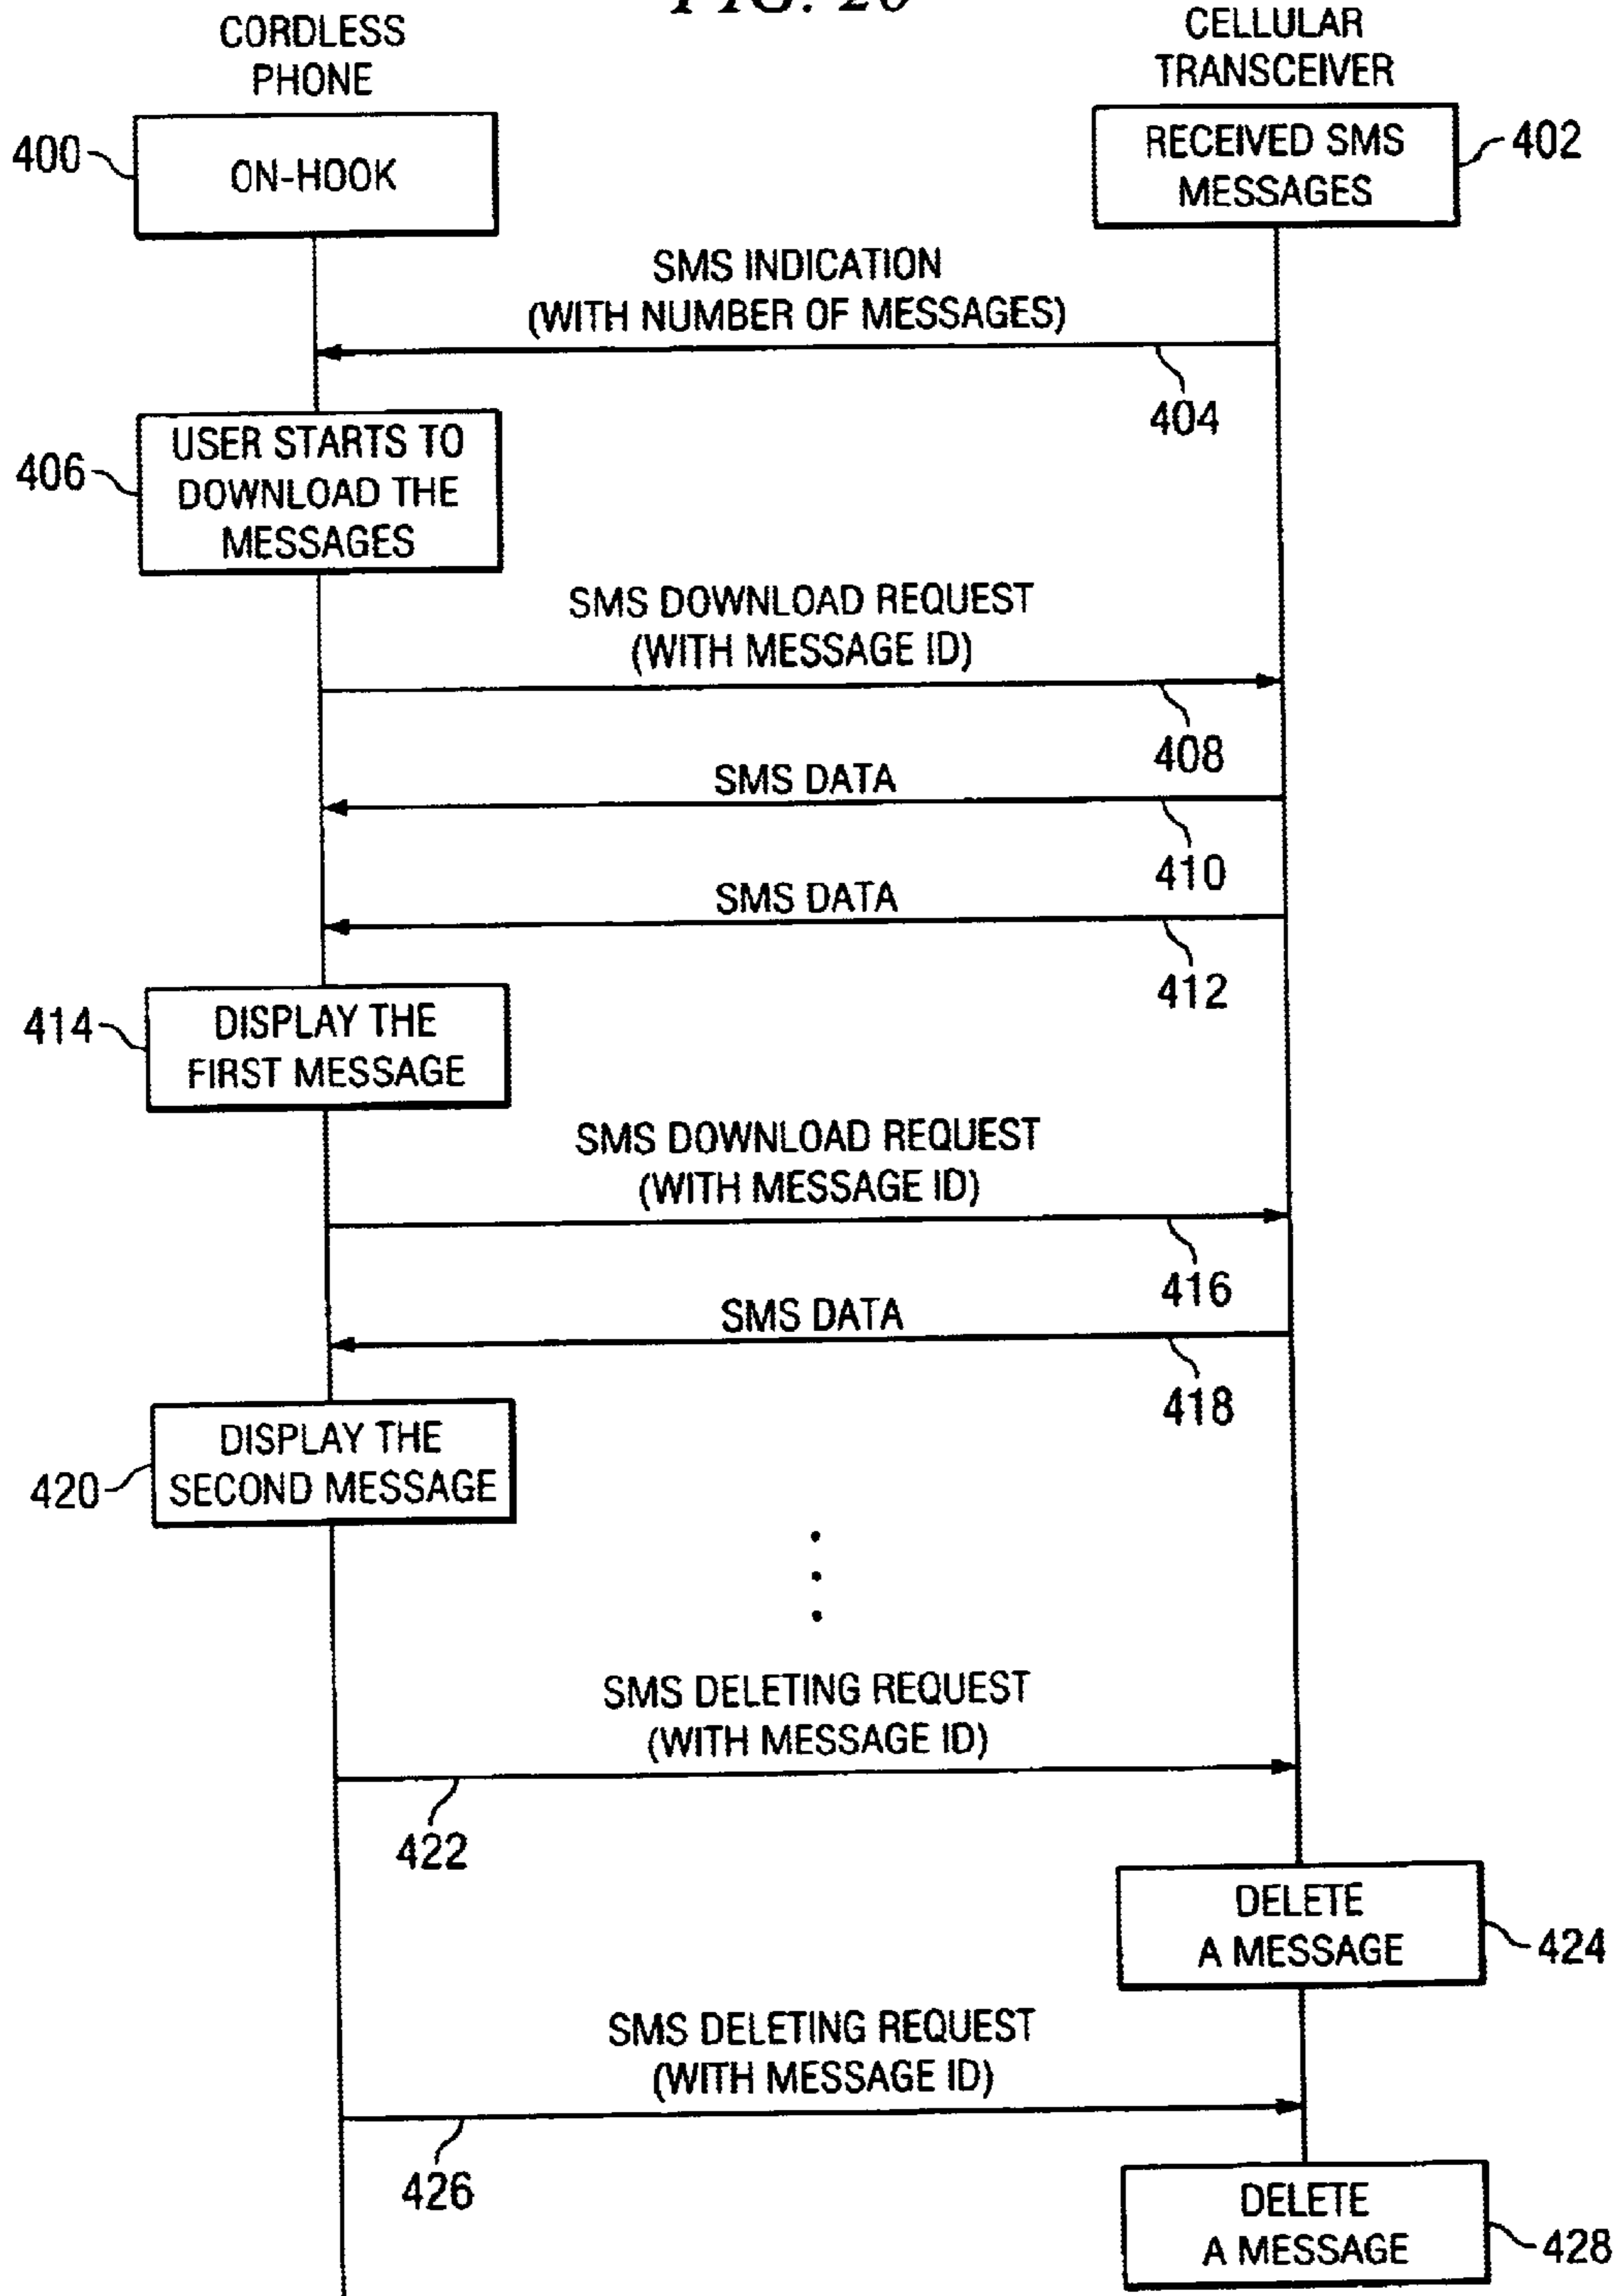 FIG. 20
CORDLESS
PHONE
CELLULAR
TRANSCEIVER
400
ON-HOOK
RECEIVED SMS
MESSAGES
402
SMS INDICATION
(WITH NUMBER OF MESSAGES)
404
406
USER STARTS TO
DOWNLOAD THE
MESSAGES
SMS DOWNLOAD REQUEST
(WITH MESSAGE ID)
408
SMS DATA
410
SMS DATA
412
414
DISPLAY THE
FIRST MESSAGE
SMS DOWNLOAD REQUEST
(WITH MESSAGE ID)
416
SMS DATA
418
420
DISPLAY THE
SECOND MESSAGE
SMS DELETING REQUEST
(WITH MESSAGE ID)
422
DELETE
A MESSAGE
424
SMS DELETING REQUEST
(WITH MESSAGE ID)
426
DELETE
A MESSAGE
428